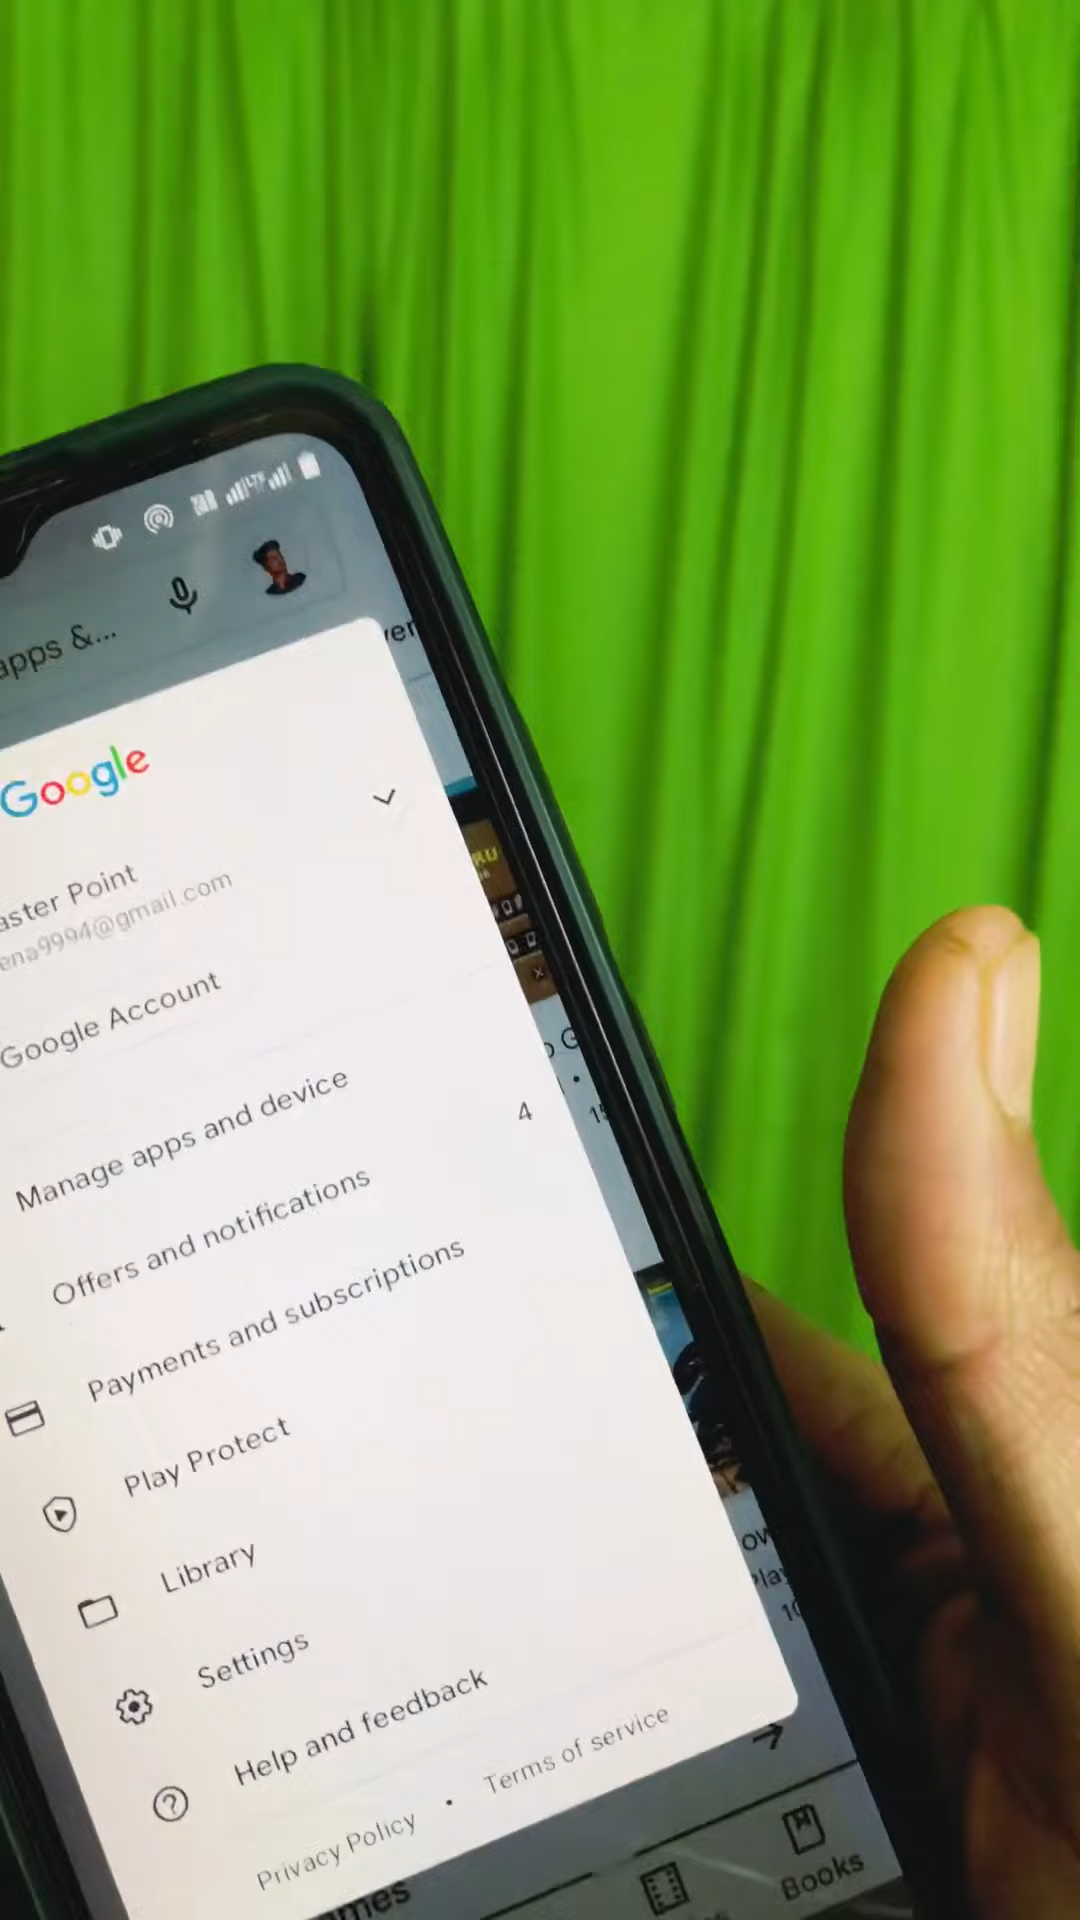 apps &...
Google
aster Point
ena9994@gmail.com
Google Account
Manage apps and device
4
Offers and notifications
Payments and subscriptions
Play Protect
Library
Settings
Help and feedback
Privacy Policy • Terms of service
Books